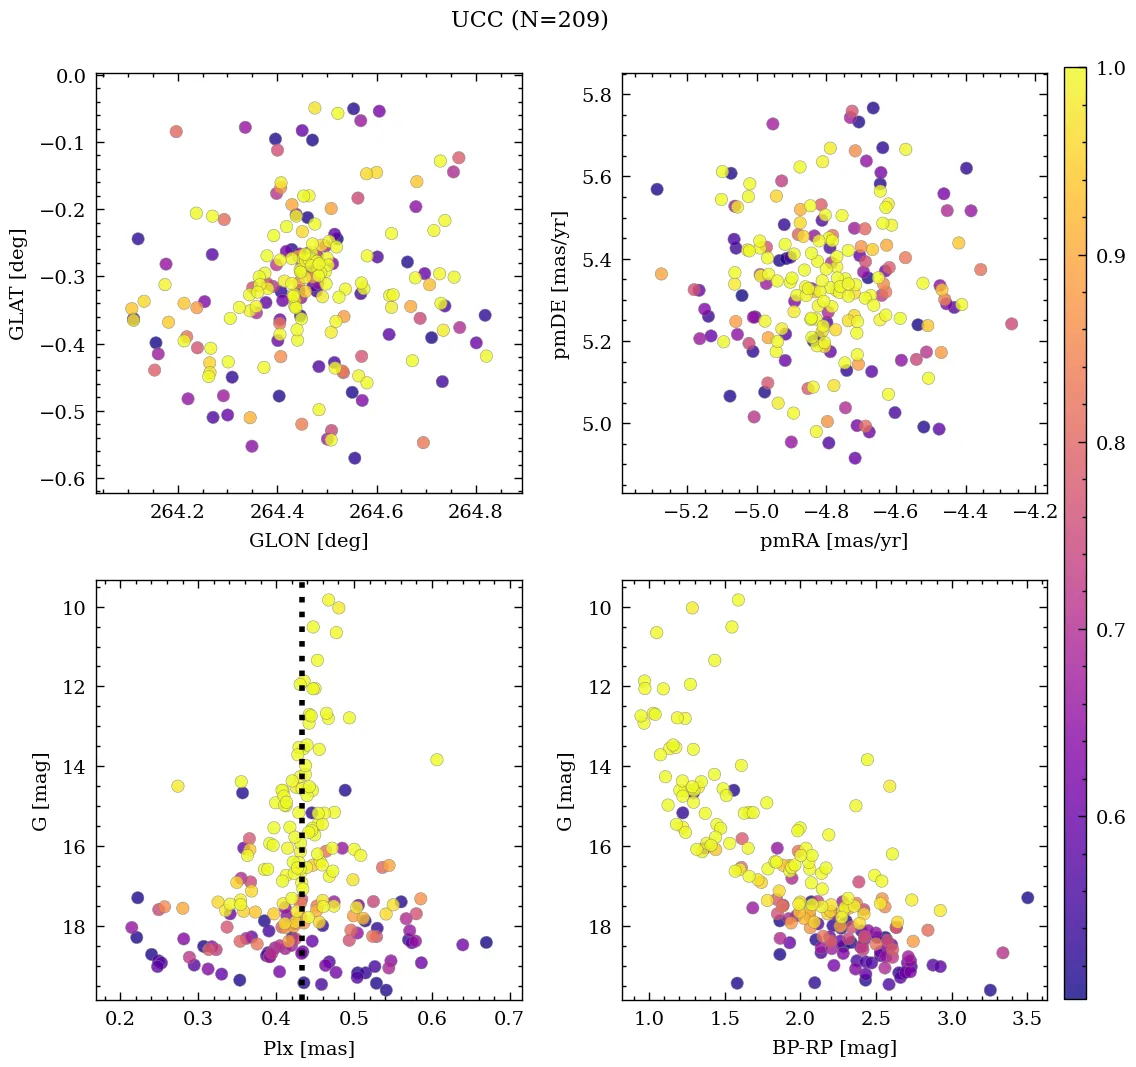 UCC (N=209)
0.0
−0.1
−0.2
−0.3
−0.4
−0.5
−0.6
GLAT [deg]
264.2 264.4 264.6 264.8
GLON [deg]
5.8
5.6
5.4
5.2
5.0
pmDE [mas/yr]
−5.2 −5.0 −4.8 −4.6 −4.4 −4.2
pmRA [mas/yr]
10
12
14
16
18
G [mag]
0.2 0.3 0.4 0.5 0.6 0.7
Plx [mas]
10
12
14
16
18
G [mag]
1.0 1.5 2.0 2.5 3.0 3.5
BP-RP [mag]
1.0
0.9
0.8
0.7
0.6